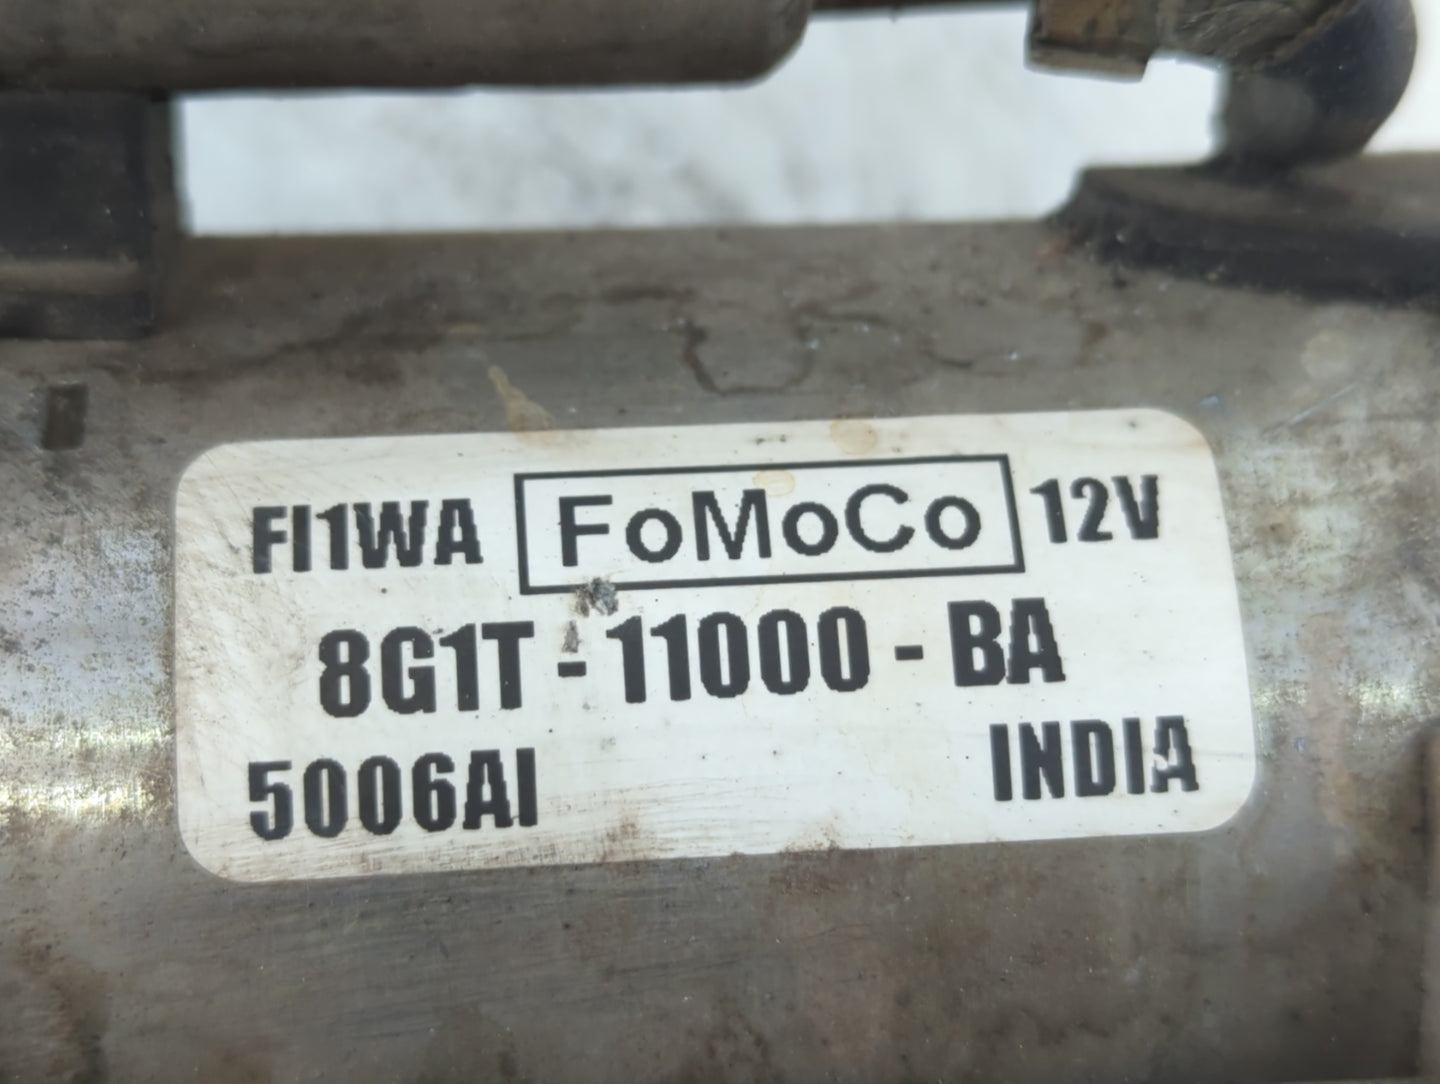 FI1WA FoMoCo 12V
8G1T - 11000 - BA
5006AI INDIA